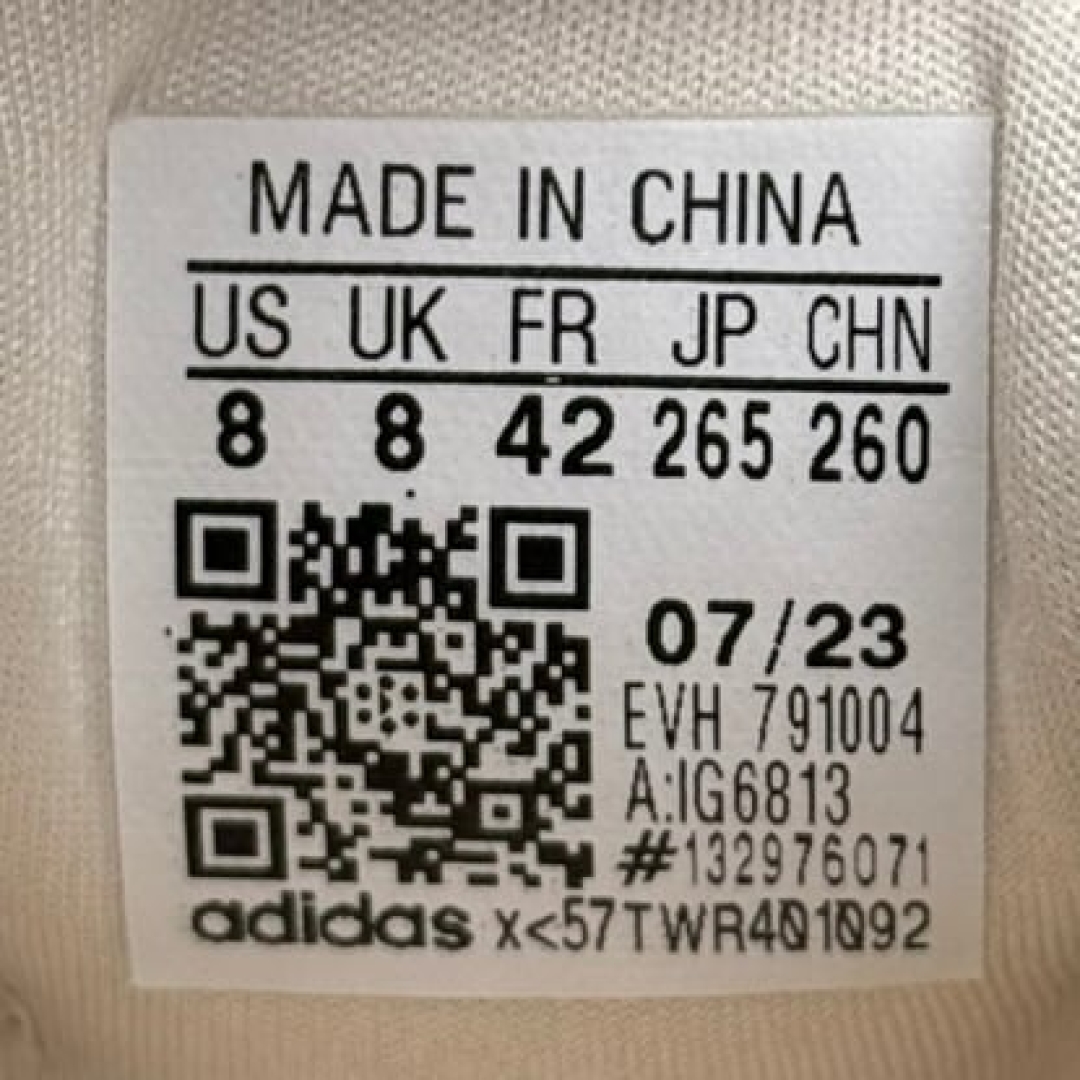 MADE IN CHINA
US UK FR JP CHN
8 8 42 265 260
07/23
EVH 791004
A:IG6813
#132976071
adidas x<57TWR401092